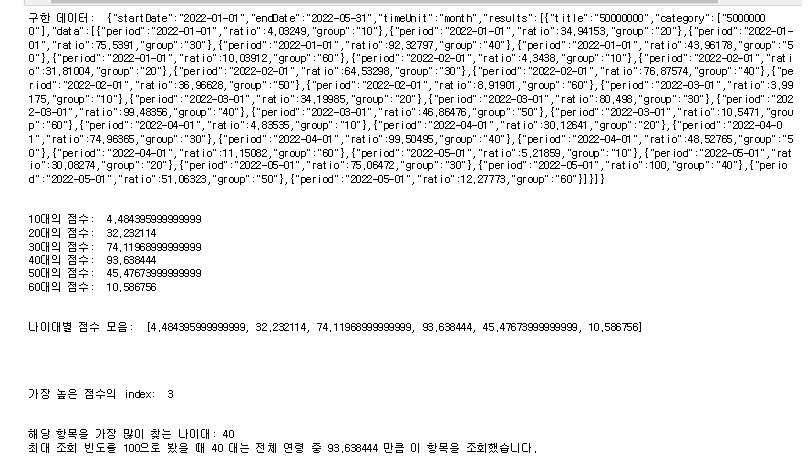 구한 데이터:  {"startDate":"2022-01-01","endDate":"2022-05-31","timeUnit":"month","results":[{"title":"50000000","category":["5000000
0"],"data":[{"period":"2022-01-01","ratio":4.03249,"group":"10"},{"period":"2022-01-01","ratio":34.94153,"group":"20"},{"period":"2022-01-
01","ratio":75.5391,"group":"30"},{"period":"2022-01-01","ratio":92.32797,"group":"40"},{"period":"2022-01-01","ratio":43.96178,"group":"5
0"},{"period":"2022-01-01","ratio":10.03912,"group":"60"},{"period":"2022-02-01","ratio":4.3438,"group":"10"},{"period":"2022-02-01","rati
o":31.81004,"group":"20"},{"period":"2022-02-01","ratio":64.53298,"group":"30"},{"period":"2022-02-01","ratio":76.87574,"group":"40"},{"pe
riod":"2022-02-01","ratio":36.96628,"group":"50"},{"period":"2022-02-01","ratio":8.91901,"group":"60"},{"period":"2022-03-01","ratio":3.99
175,"group":"10"},{"period":"2022-03-01","ratio":34.19985,"group":"20"},{"period":"2022-03-01","ratio":80.498,"group":"30"},{"period":"202
2-03-01","ratio":99.48356,"group":"40"},{"period":"2022-03-01","ratio":46.86476,"group":"50"},{"period":"2022-03-01","ratio":10.5471,"group":
"60"},{"period":"2022-04-01","ratio":4.83535,"group":"10"},{"period":"2022-04-01","ratio":30.12641,"group":"20"},{"period":"2022-04-0
1","ratio":74.96365,"group":"30"},{"period":"2022-04-01","ratio":99.50495,"group":"40"},{"period":"2022-04-01","ratio":48.52765,"group":"5
0"},{"period":"2022-04-01","ratio":11.15082,"group":"60"},{"period":"2022-05-01","ratio":5.21859,"group":"10"},{"period":"2022-05-01","rat
io":30.08274,"group":"20"},{"period":"2022-05-01","ratio":75.06472,"group":"30"},{"period":"2022-05-01","ratio":100,"group":"40"},{"perio
d":"2022-05-01","ratio":51.06323,"group":"50"},{"period":"2022-05-01","ratio":12.27773,"group":"60"}]}]}
10대의 점수:  4.484395999999999
20대의 점수:  32.232114
30대의 점수:  74.11968999999999
40대의 점수:  93.638444
50대의 점수:  45.47673999999999
60대의 점수:  10.586756
나이대별 점수 모음:  [4.484395999999999, 32.232114, 74.11968999999999, 93.638444, 45.47673999999999, 10.586756]
가장 높은 점수의 index:  3
해당 항목을 가장 많이 찾는 나이대: 40
최대 조회 빈도를 100으로 봤을 때 40 대는 전체 연령 중 93.638444 만큼 이 항목을 조회했습니다.